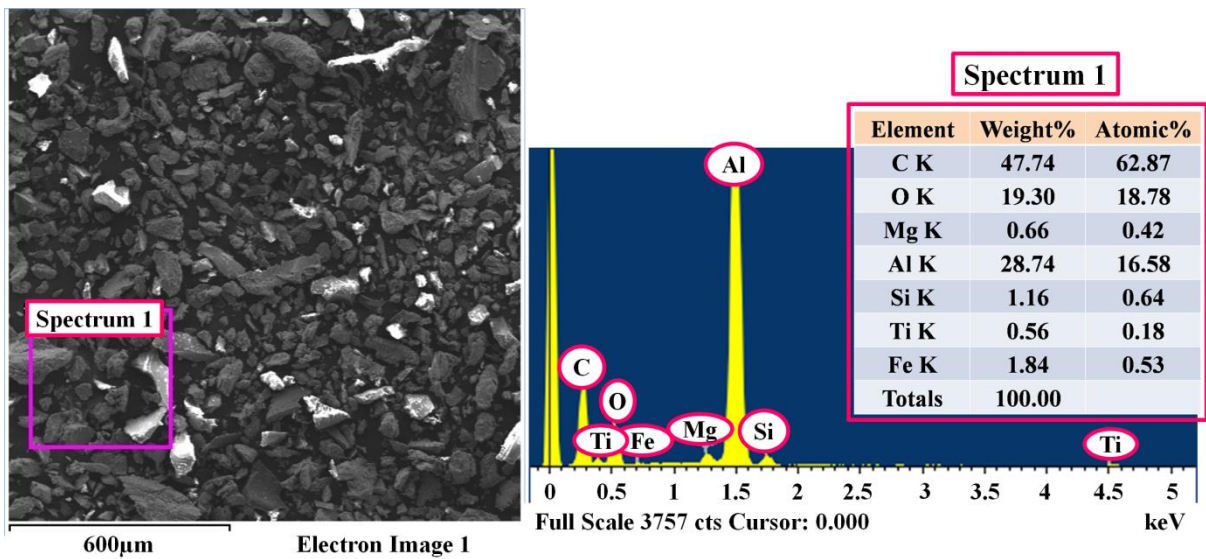 Spectrum 1
600μm
Electron Image 1
Spectrum 1
Element Weight% Atomic%
C K 47.74 62.87
O K 19.30 18.78
Mg K 0.66 0.42
Al K 28.74 16.58
Si K 1.16 0.64
Ti K 0.56 0.18
Fe K 1.84 0.53
Totals 100.00
Al
C
O
Ti
Fe
Mg
Si
Ti
0 0.5 1 1.5 2 2.5 3 3.5 4 4.5 5
Full Scale 3757 cts Cursor: 0.000 keV